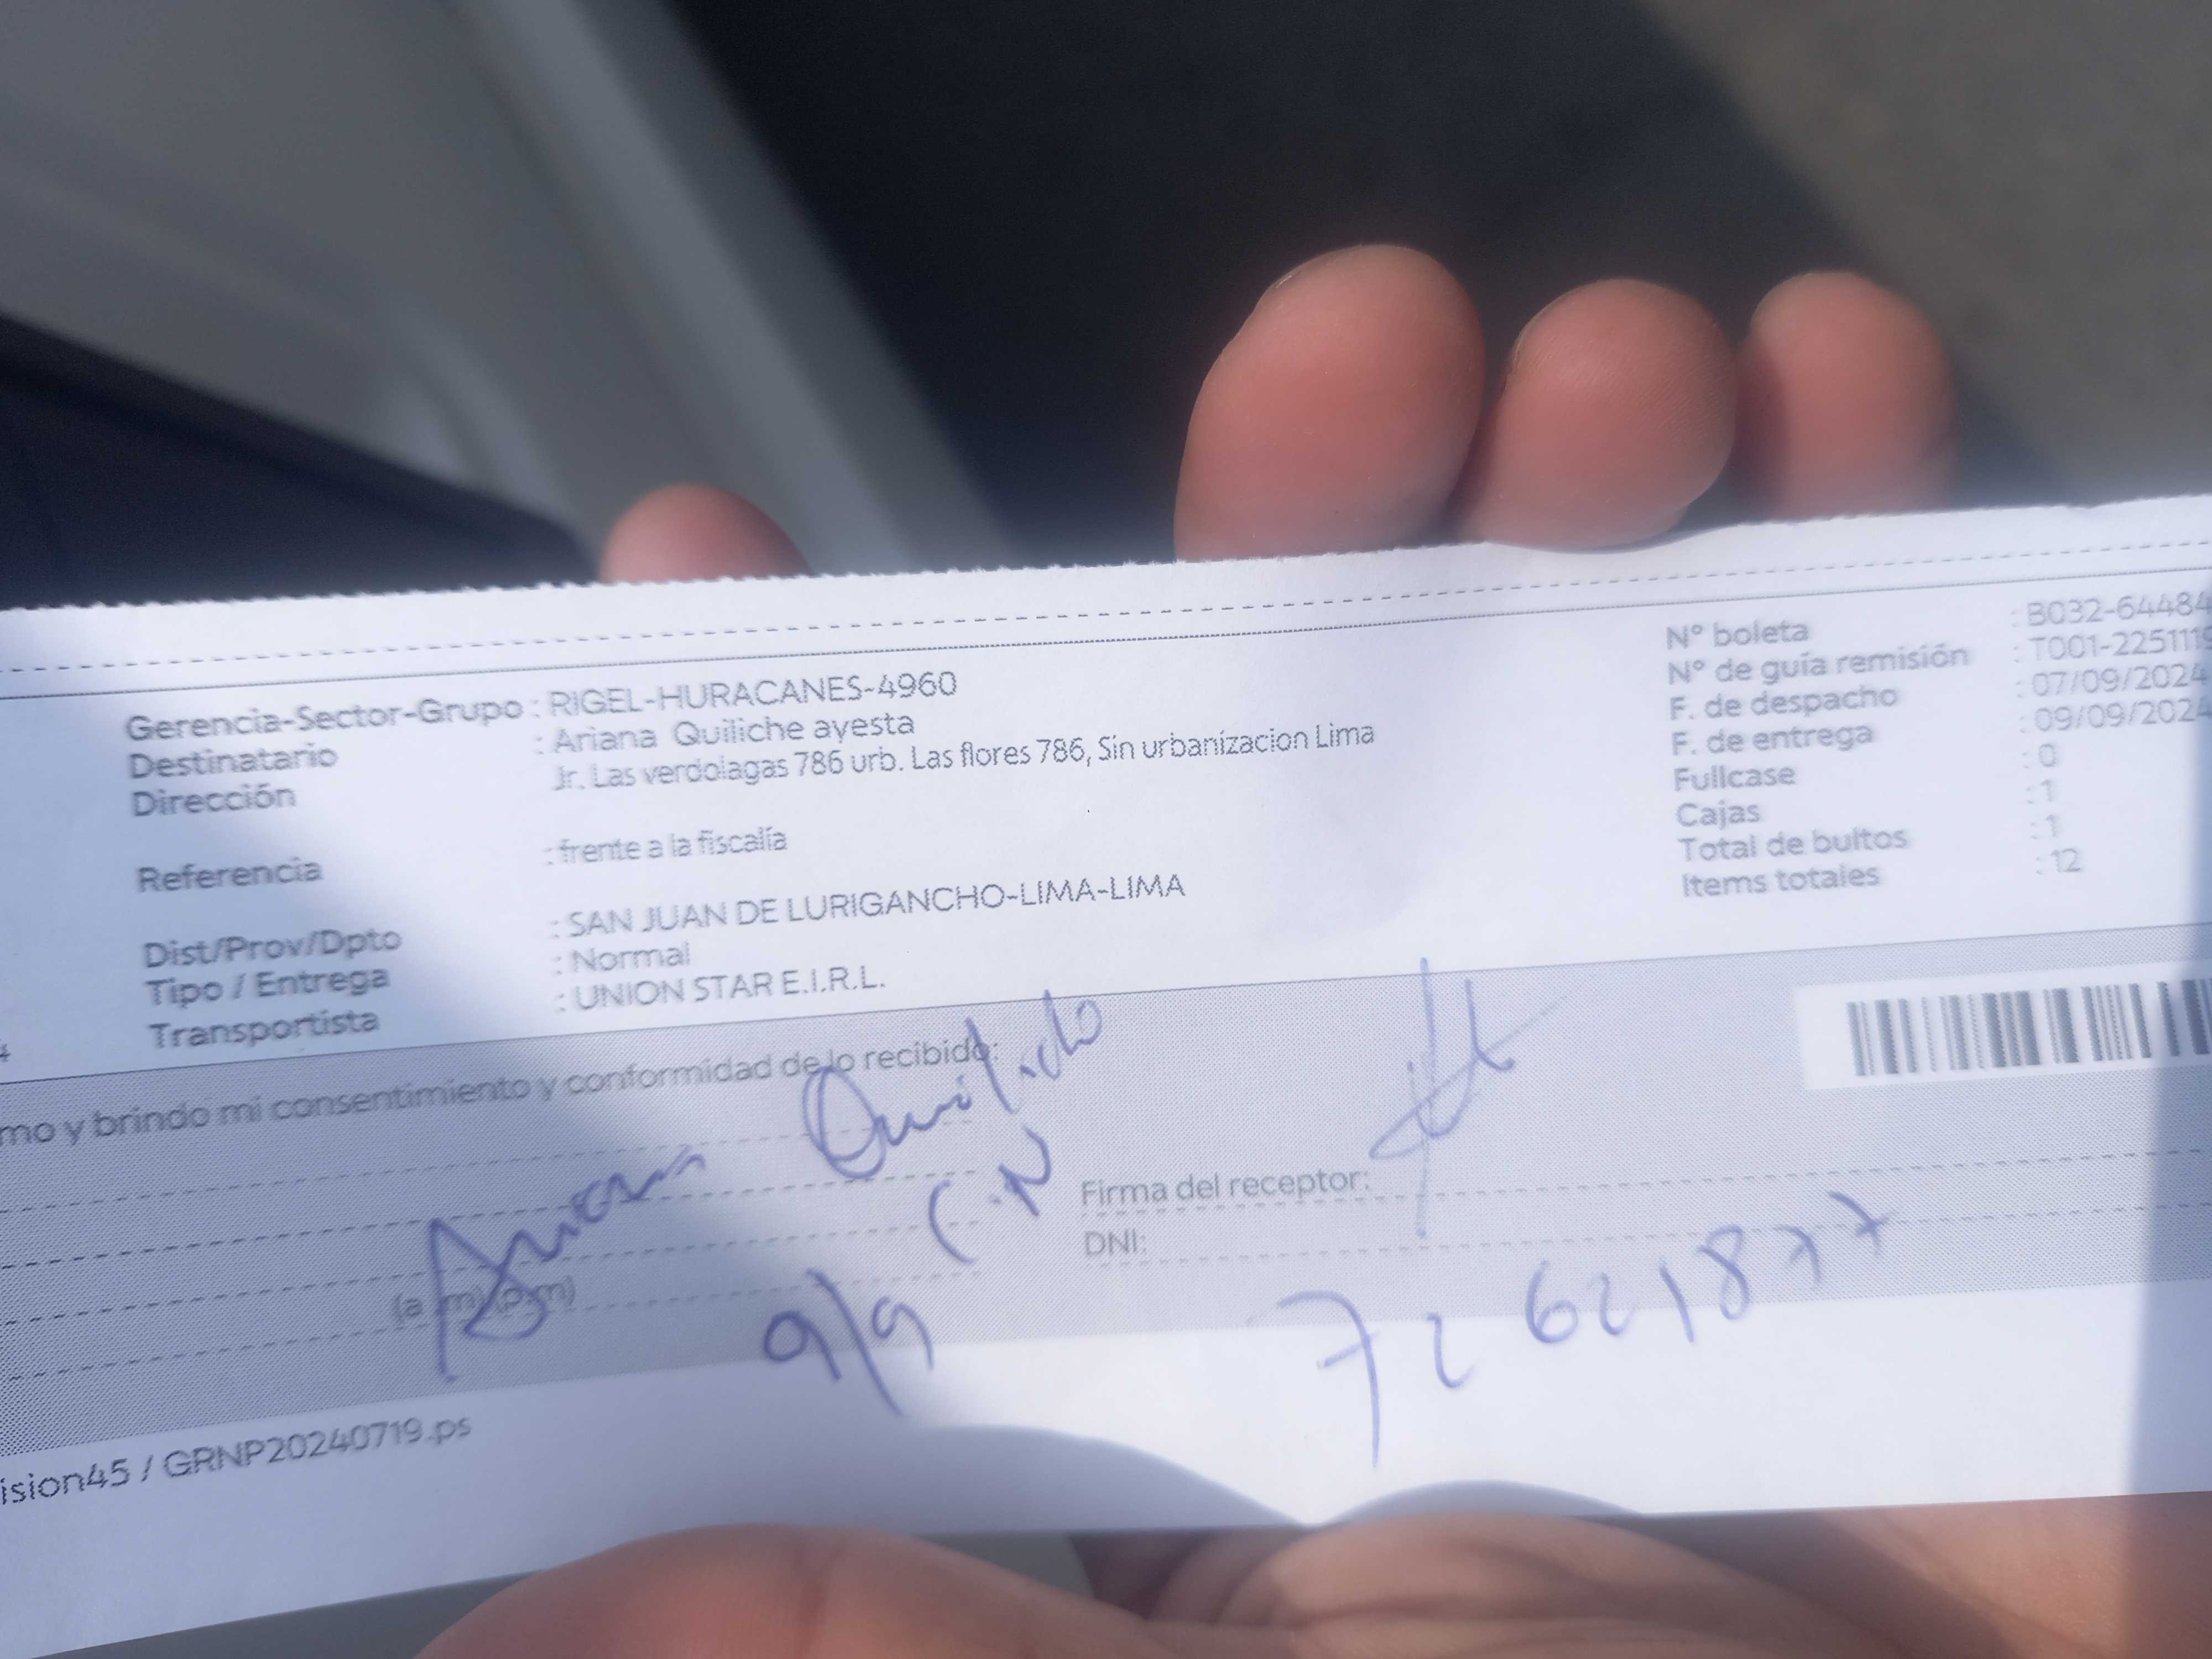 Gerencia-Sector-Grupo : RIGEL-HURACANES-4960
Destinatario : Ariana Quiliche ayesta
Dirección Jr. Las verdolagas 786 urb. Las flores 786, Sin urbanizacion Lima
Referencia : frente a la fiscalía
Dist/Prov/Dpto : SAN JUAN DE LURIGANCHO-LIMA-LIMA
Tipo / Entrega : Normal
Transportista : UNION STAR E.I.R.L.
N° boleta : B032-64484
N° de guía remisión : T001-225111
F. de despacho : 07/09/2024
F. de entrega : 09/09/2024
Fullcase : 0
Cajas : 1
Total de bultos : 1
Items totales : 12
mo y brindo mi consentimiento y conformidad de lo recibido:
Ariana
(a.m) (p.m)
9/9
Firma del receptor:
DNI:
72621877
ision45 / GRNP20240719.ps